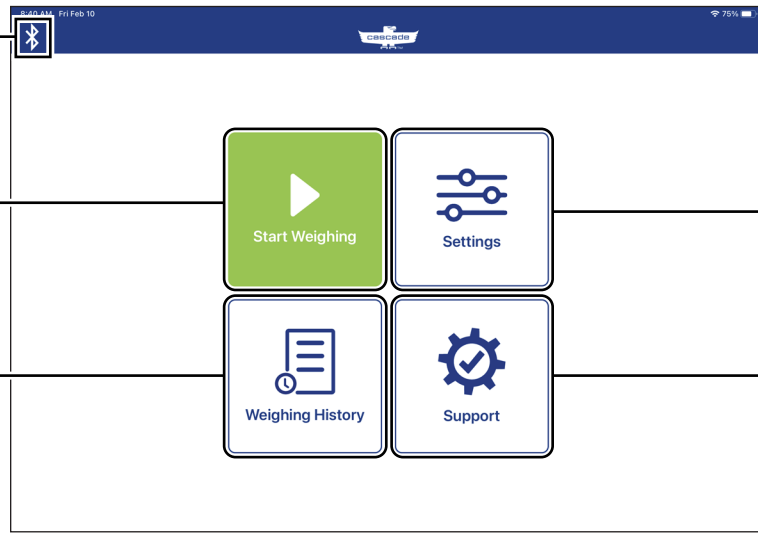 8:40 AM Fri Feb 10
75%
cascade
Start Weighing
Settings
Weighing History
Support